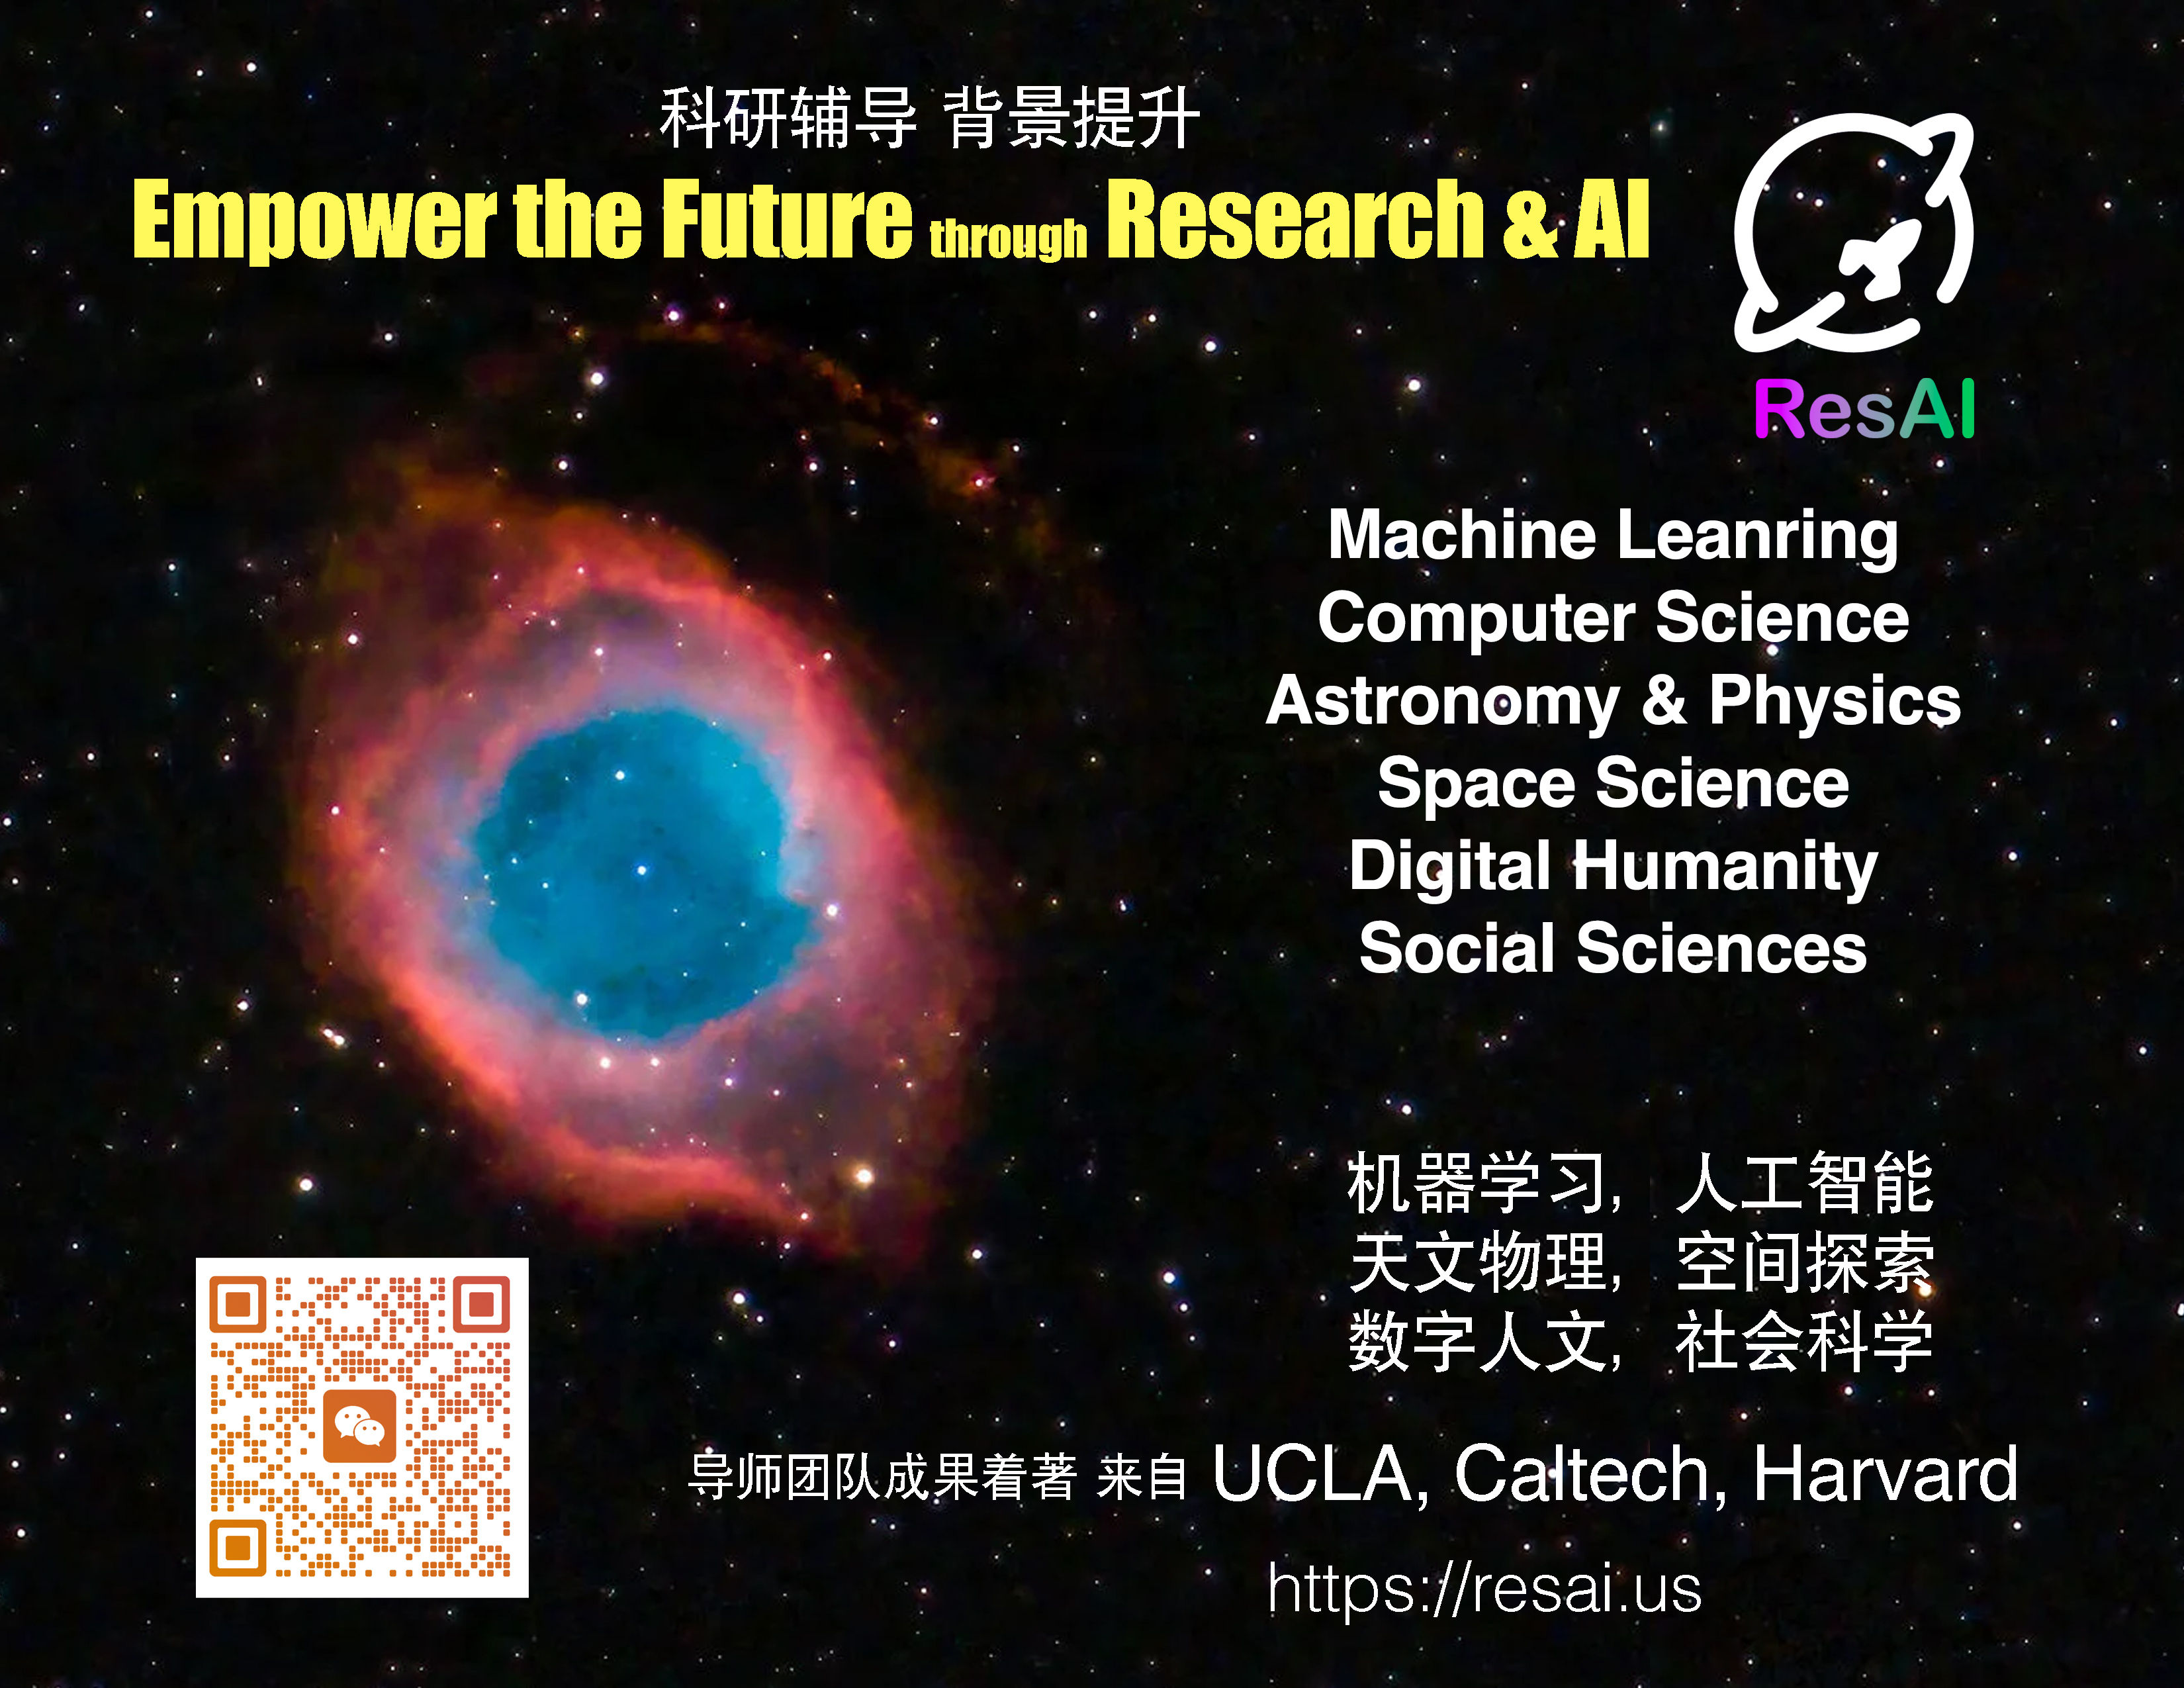 科研辅导 背景提升
Empower the Future through Research & AI
ResAI
Machine Leanring
Computer Science
Astronomy & Physics
Space Science
Digital Humanity
Social Sciences
机器学习, 人工智能
天文物理, 空间探索
数字人文, 社会科学
导师团队成果着著 来自 UCLA, Caltech, Harvard
https://resai.us